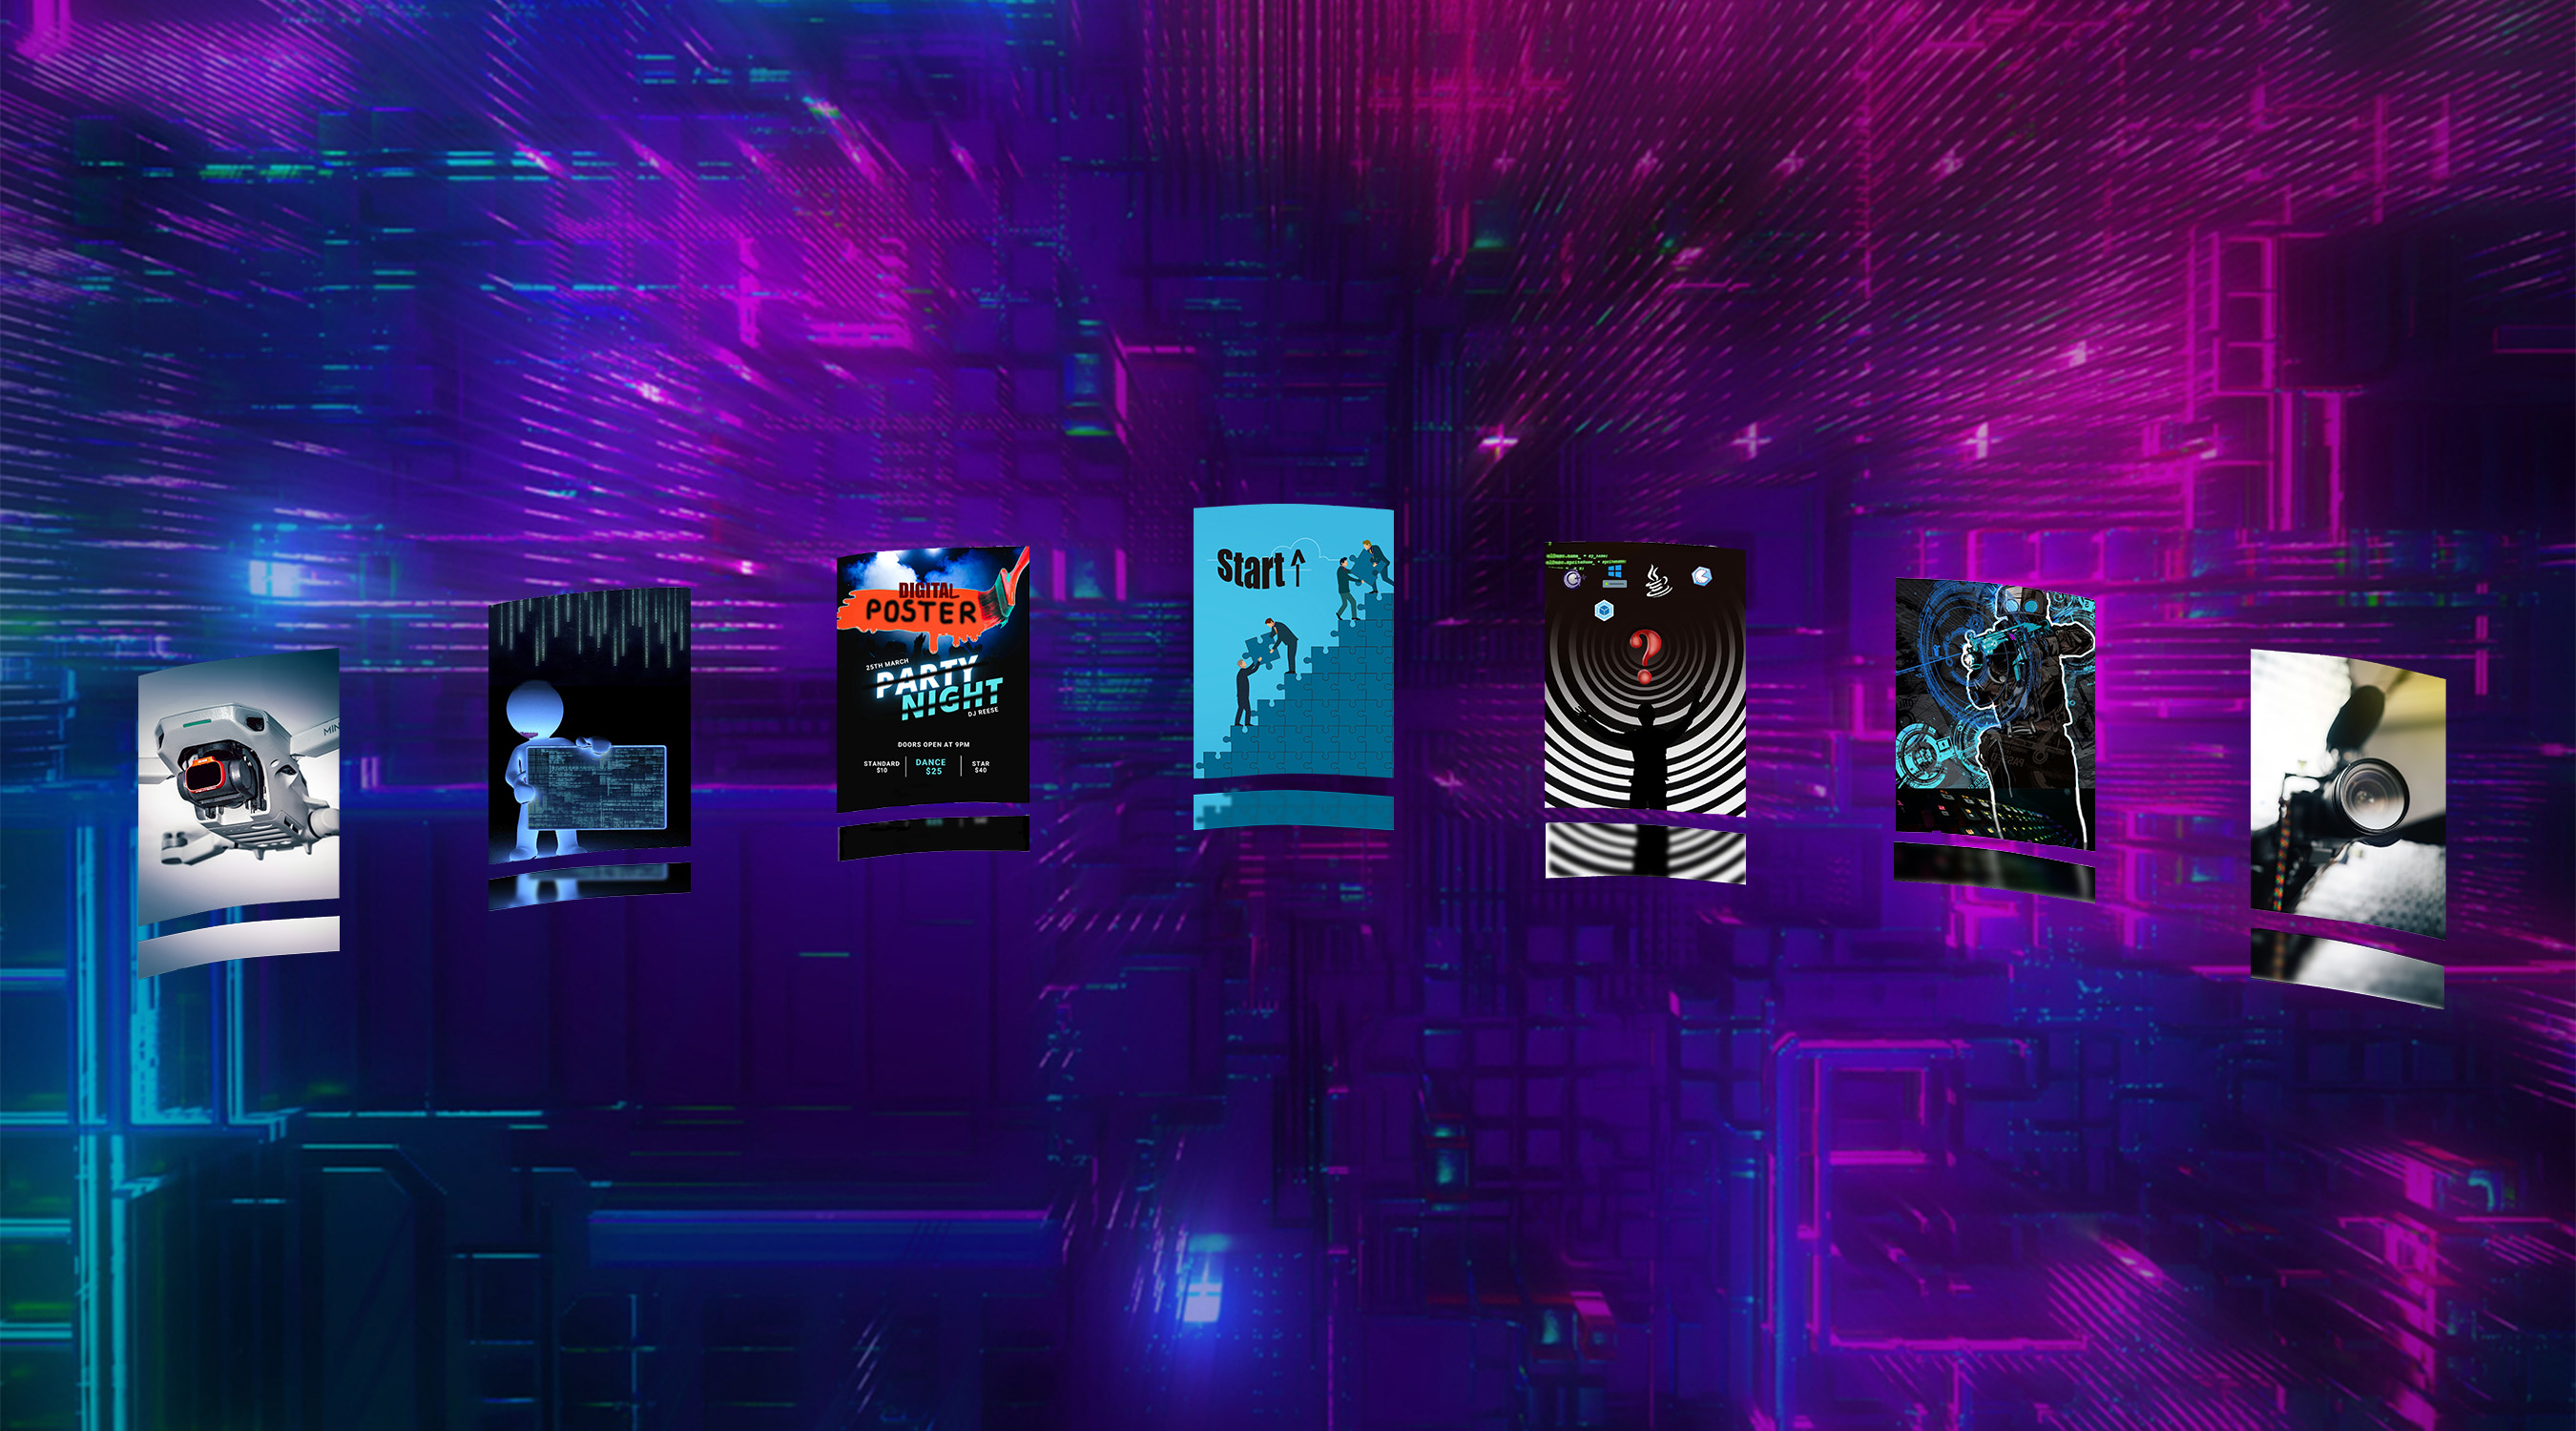 MIN
DIGITAL
POSTER
25TH MARCH
PARTY
NIGHT
DJ REESE
DOORS OPEN AT 9PM
STANDARD
$10
DANCE
$25
STAR
$40
Start